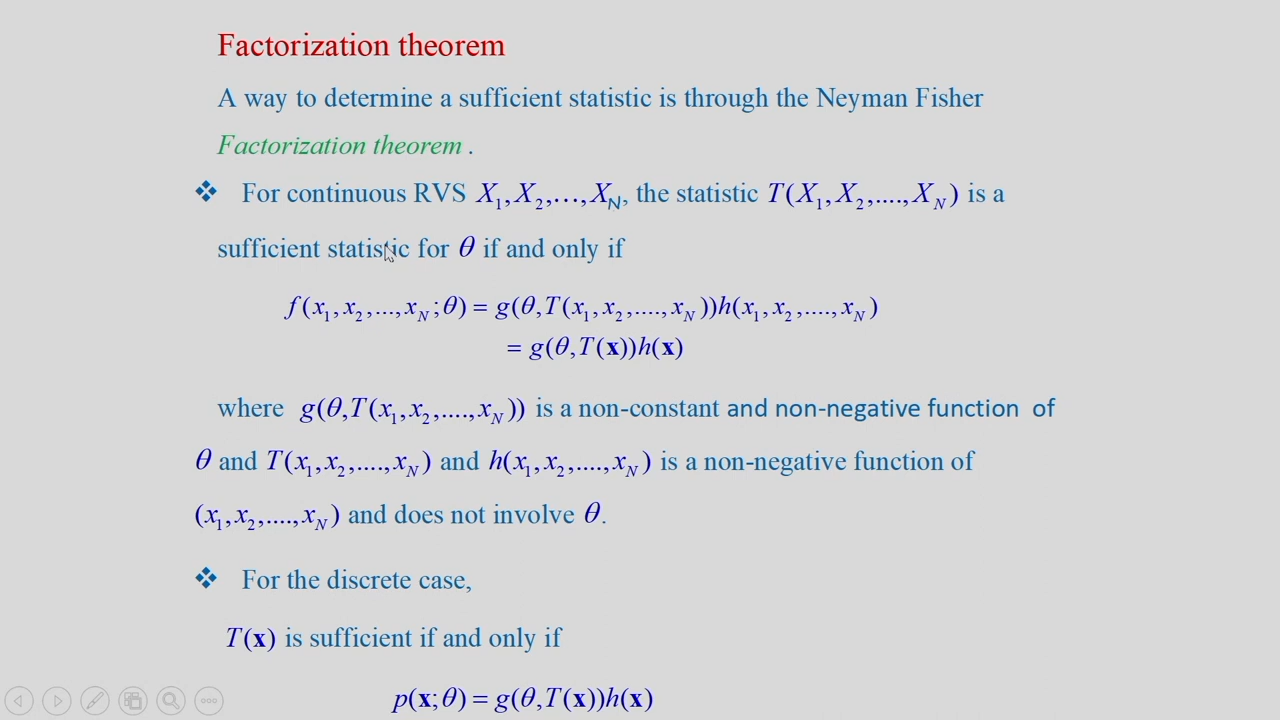 Factorization theorem
A way to determine a sufficient statistic is through the Neyman Fisher
Factorization theorem .
❖ For continuous RVS X₁, X₂, ..., X_N, the statistic T(X₁, X₂, ...., X_N) is a
sufficient statistic for θ if and only if
f(x₁, x₂, ..., x_N; θ) = g(θ, T(x₁, x₂, ...., x_N))h(x₁, x₂, ...., x_N)
= g(θ, T(x))h(x)
where g(θ, T(x₁, x₂, ...., x_N)) is a non-constant and non-negative function of
θ and T(x₁, x₂, ...., x_N) and h(x₁, x₂, ...., x_N) is a non-negative function of
(x₁, x₂, ...., x_N) and does not involve θ.
❖ For the discrete case,
T(x) is sufficient if and only if
p(x; θ) = g(θ, T(x))h(x)